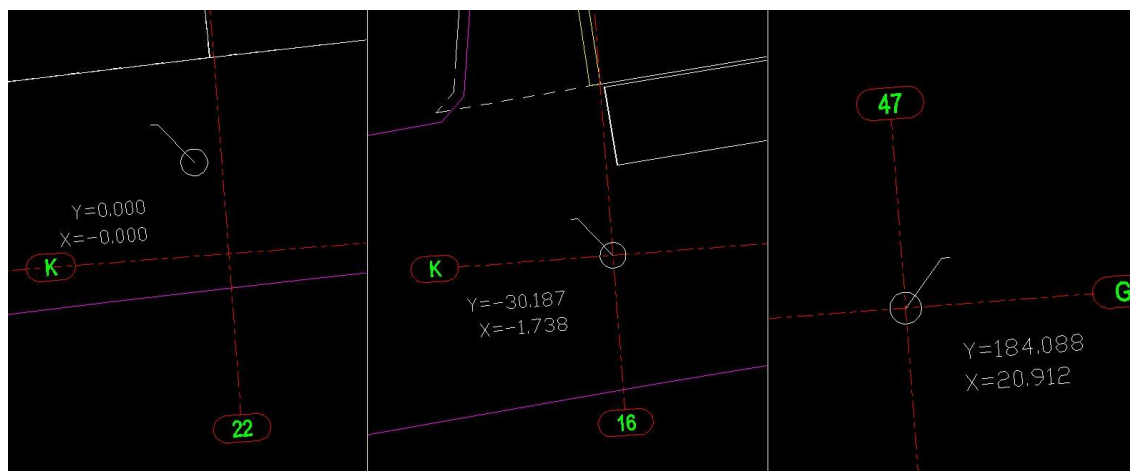 Y=0.000
X=-0.000
K
22
K
Y=-30.187
X=-1.738
16
47
G
Y=184.088
X=20.912